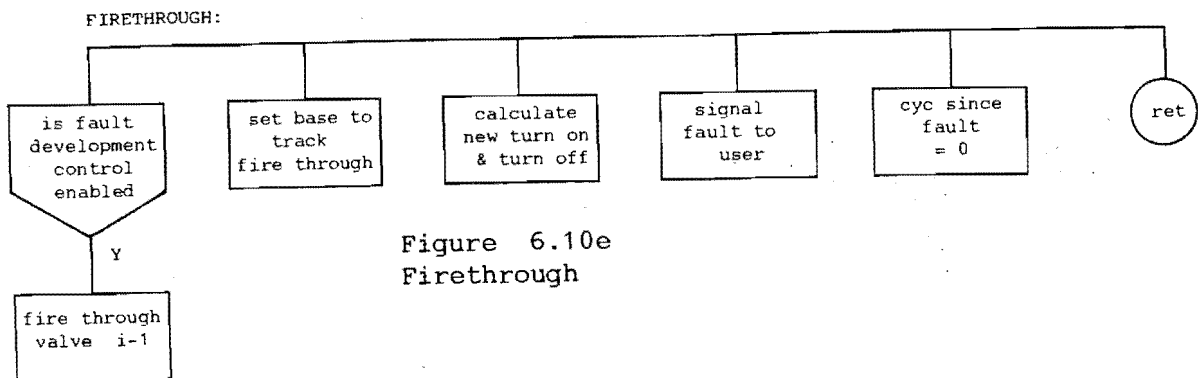 FIRETHROUGH:
is fault
development
control
enabled
Y
fire through
valve i-1
set base to
track
fire through
calculate
new turn on
& turn off
signal
fault to
user
cyc since
fault
= 0
ret
Figure 6.10e
Firethrough